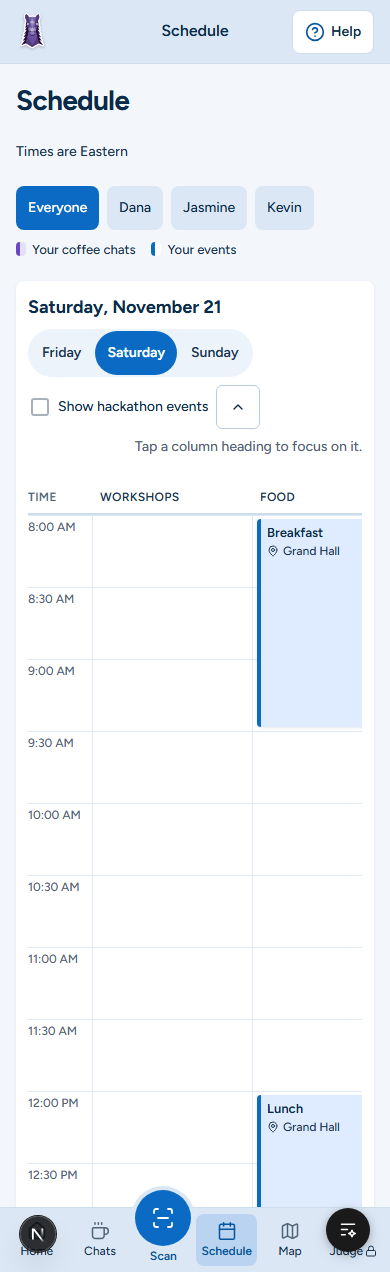 Schedule
Help
Schedule
Times are Eastern
Everyone
Dana
Jasmine
Kevin
Your coffee chats
Your events
Saturday, November 21
Friday
Saturday
Sunday
Show hackathon events
Tap a column heading to focus on it.
TIME
WORKSHOPS
FOOD
8:00 AM
Breakfast
Grand Hall
8:30 AM
9:00 AM
9:30 AM
10:00 AM
10:30 AM
11:00 AM
11:30 AM
12:00 PM
Lunch
Grand Hall
12:30 PM
N
Home
Chats
Scan
Schedule
Map
Judge